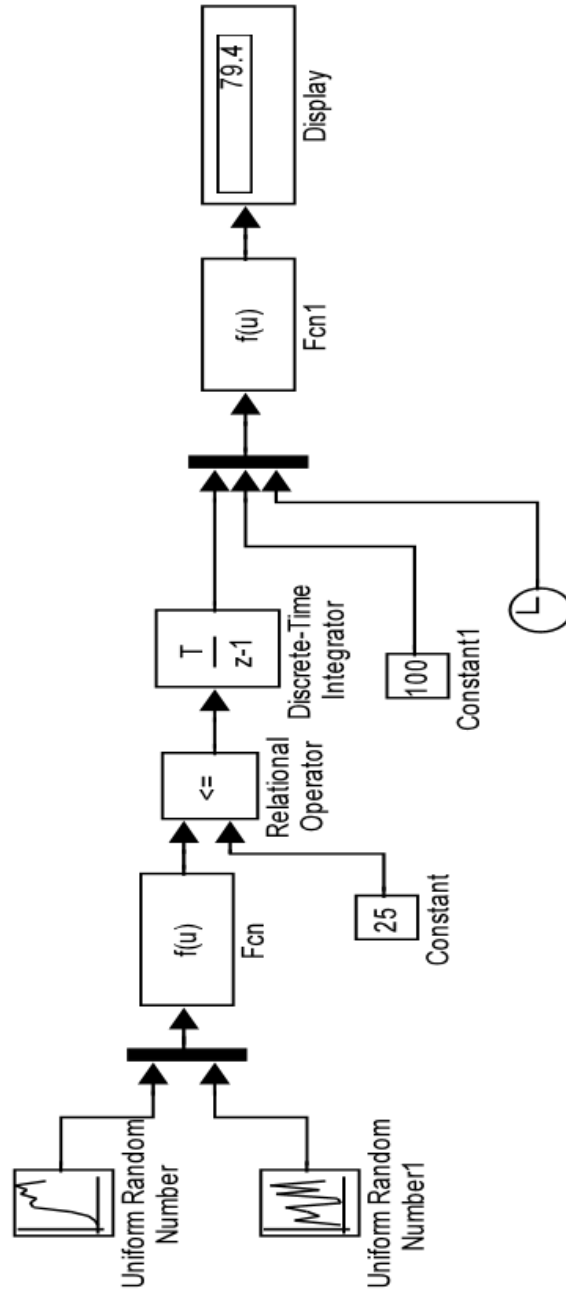 Uniform Random
Number
Uniform Random
Number1
f(u)
Fcn
25
Constant
<=
Relational
Operator
T
z-1
Discrete-Time
Integrator
100
Constant1
f(u)
Fcn1
79.4
Display